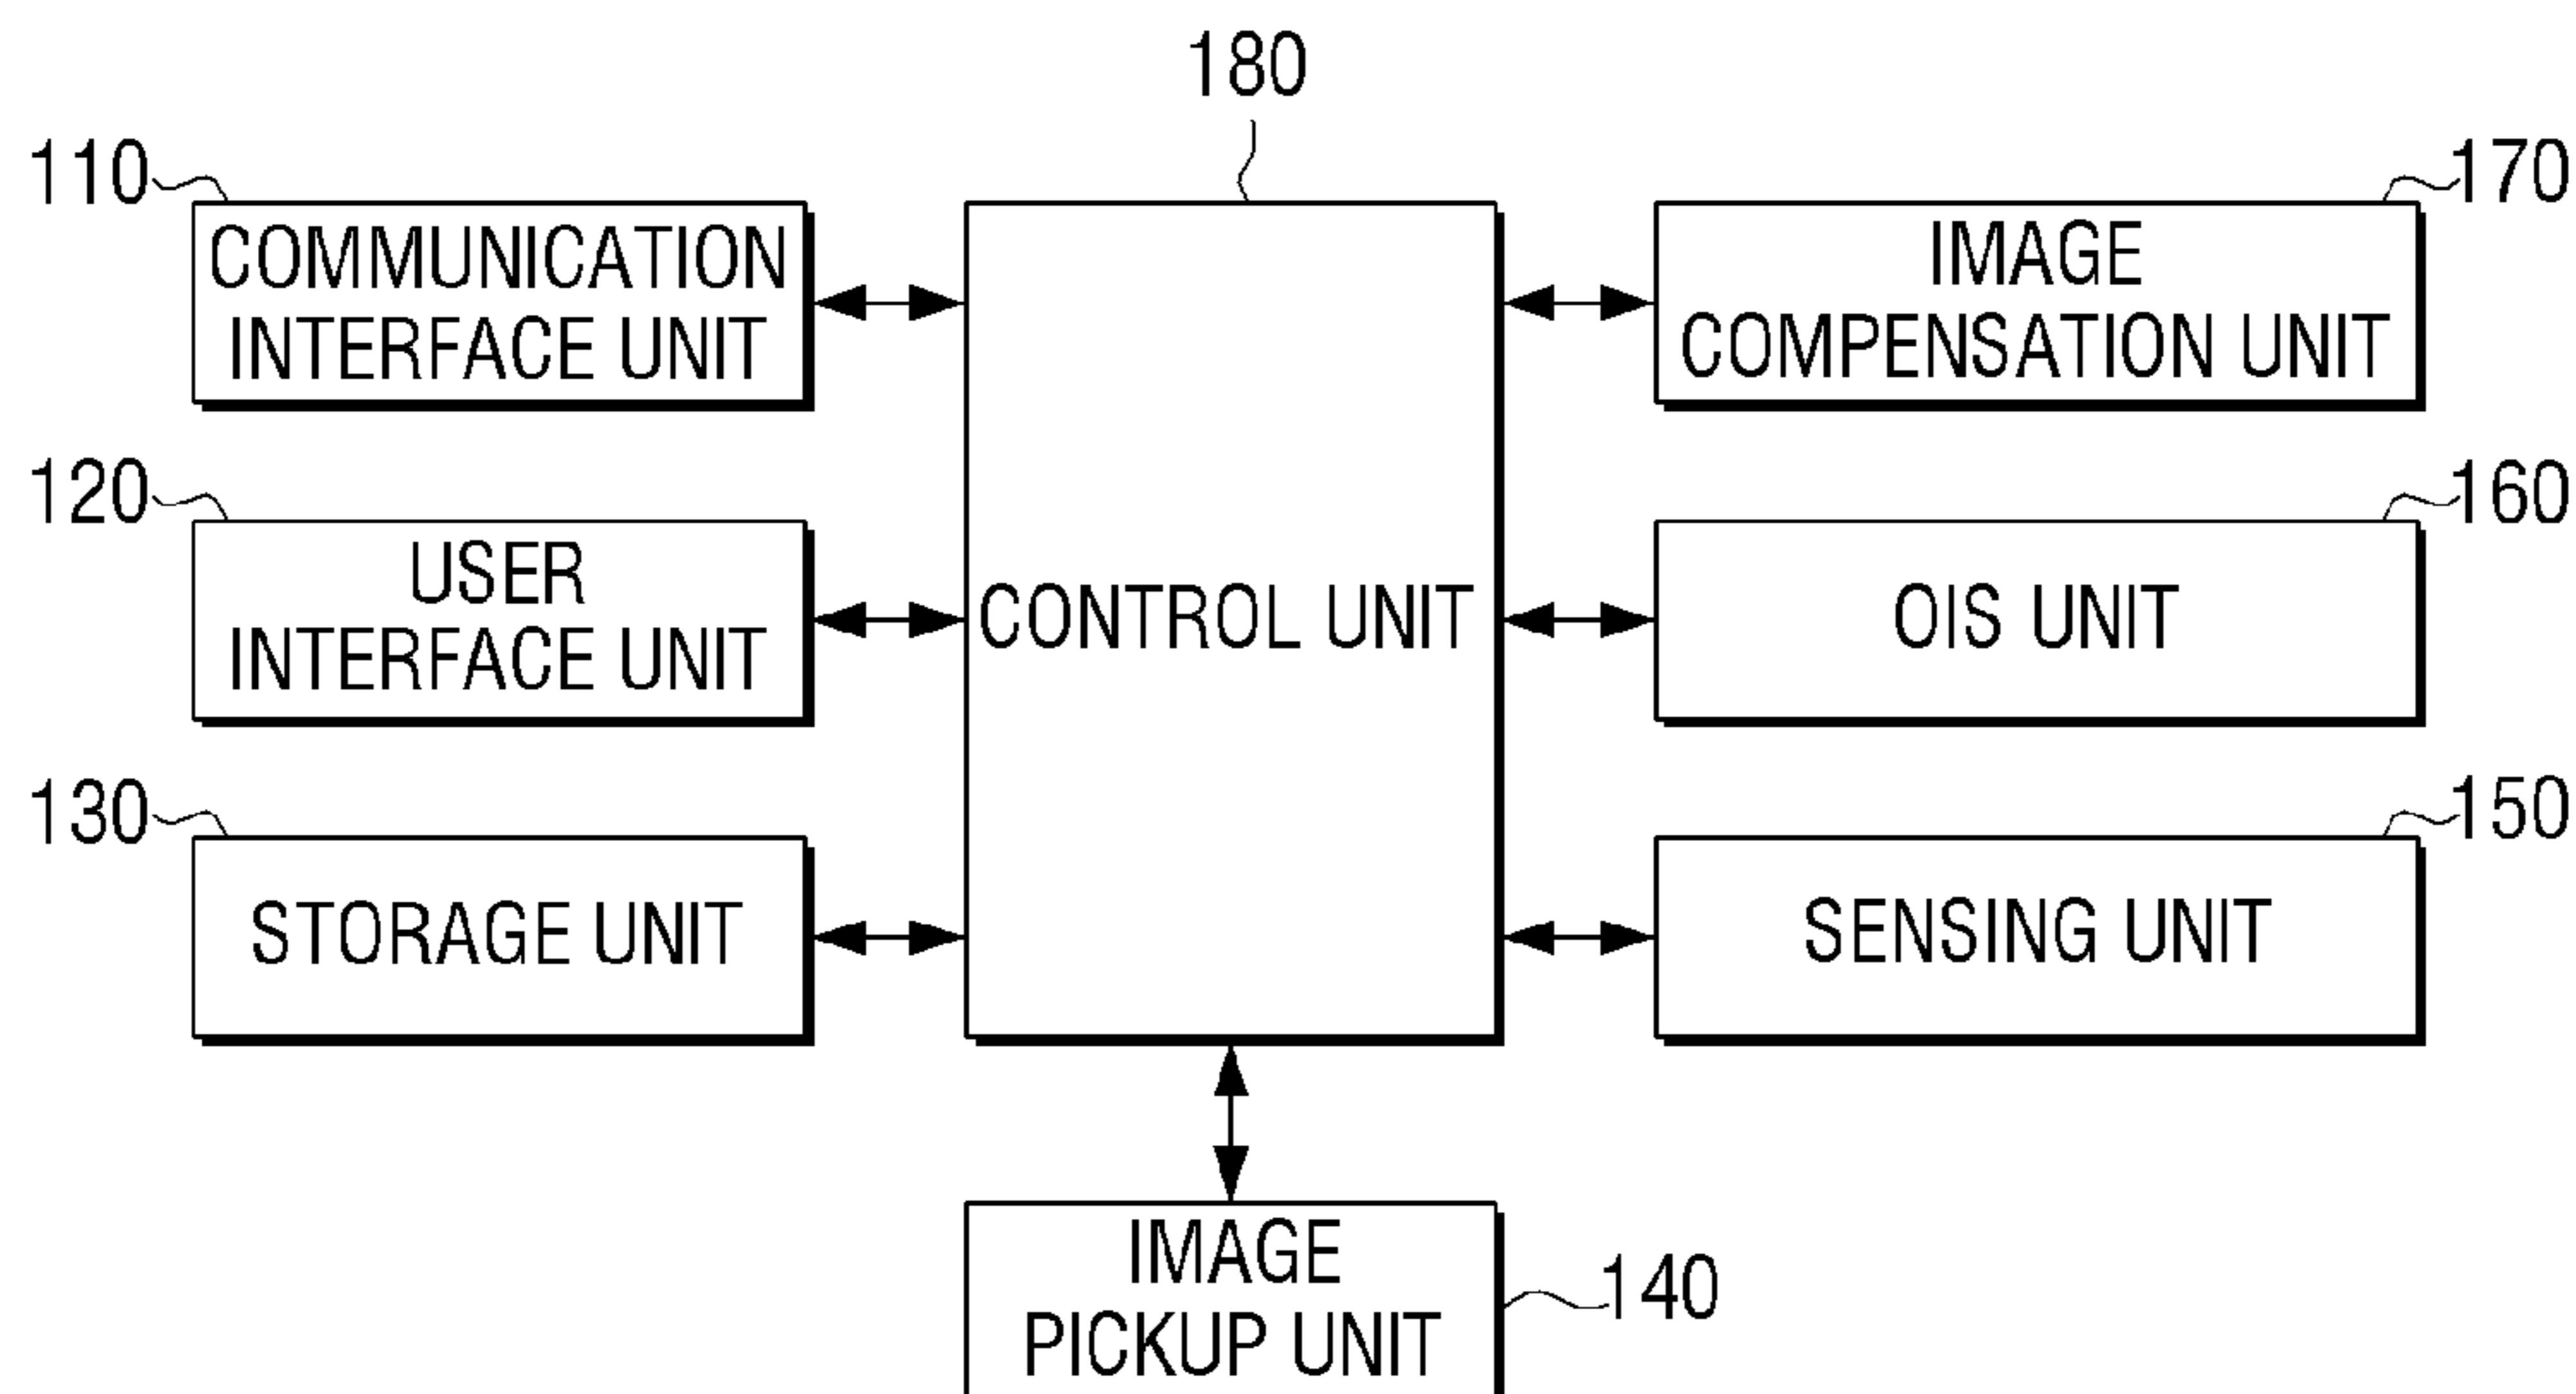 180
110
COMMUNICATION
INTERFACE UNIT
170
IMAGE
COMPENSATION UNIT
120
USER
INTERFACE UNIT
CONTROL UNIT
160
OIS UNIT
130
STORAGE UNIT
150
SENSING UNIT
IMAGE
PICKUP UNIT
140